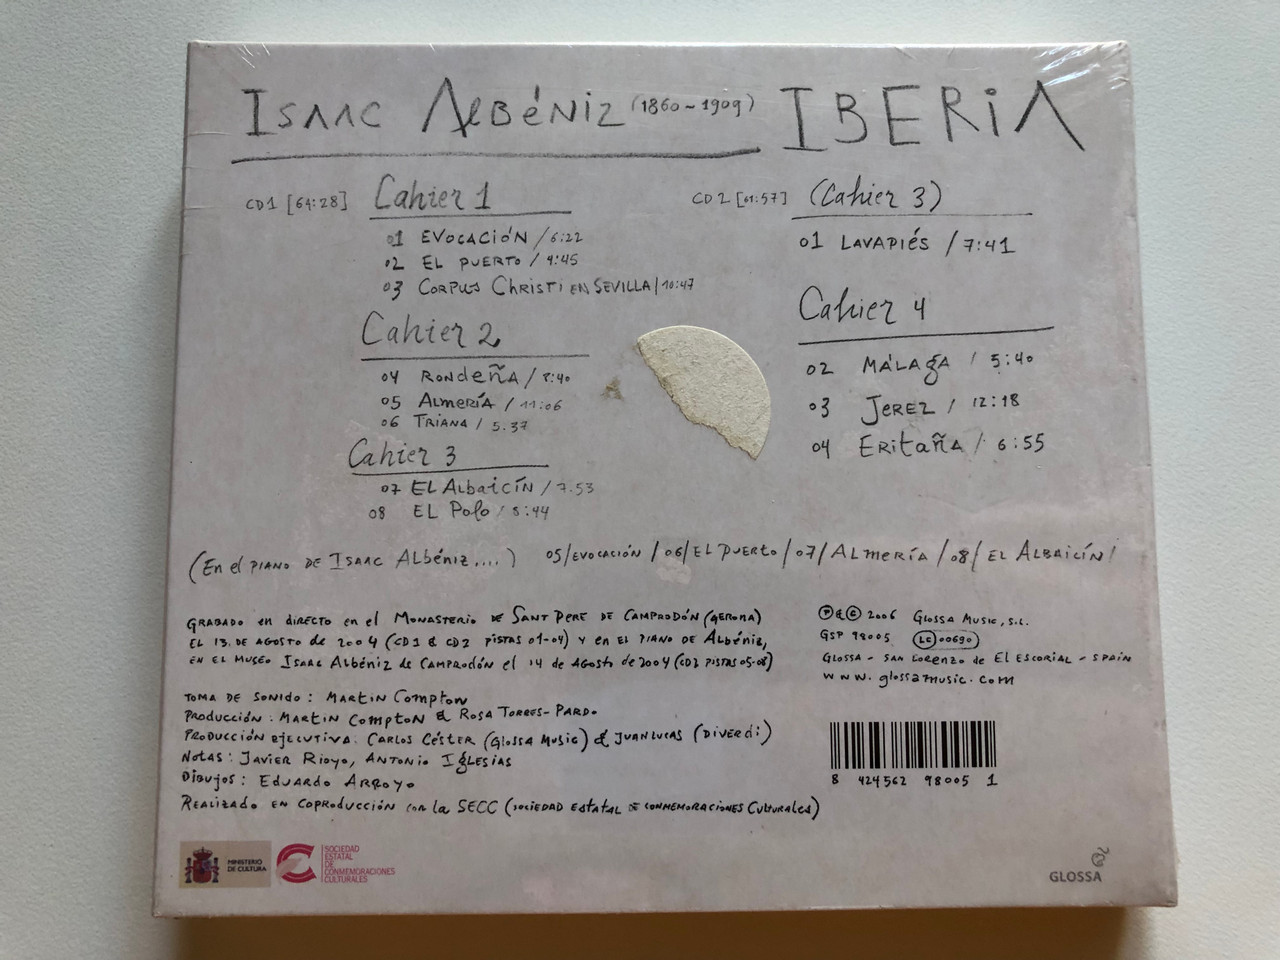 Isaac Albéniz (1860-1909) IBERIA
CD1 [64:28] Cahier 1
01 Evocación / 6:22
02 El Puerto / 4:45
03 Corpus Christi en Sevilla / 10:47
Cahier 2
04 Rondeña / 8:40
05 Almería / 11:06
06 Triana / 5.37
Cahier 3
07 El Albaicín / 7.53
08 El Polo / 8:44
CD2 [61:57] (Cahier 3)
01 Lavapiés / 7:41
Cahier 4
02 Málaga / 5:40
03 Jerez / 12:18
04 Eritaña / 6:55
(En el piano de Isaac Albéniz....) 05/Evocación /06/El Puerto/07/Almería/08/El Albaicín/
Grabado en directo en el Monasterio de Sant Pere de Camprodón (Gerona)
el 13 de agosto de 2004 (CD1 & CD2 pistas 01-04) y en el piano de Albéniz,
en el Museo Isaac Albéniz de Camprodón el 14 de agosto de 2004 (CD2 pistas 05-08)
Toma de sonido: Martin Compton
Producción: Martin Compton & Rosa Torres-Pardo
Producción ejecutiva: Carlos Céster (Glossa Music) & Juan Lucas (Diverdi)
Notas: Javier Rioyo, Antonio Iglesias
Dibujos: Eduardo Arroyo
Realizado en coproducción con la SECC (Sociedad Estatal de Conmemoraciones Culturales)
℗ & © 2006 Glossa Music, s.l.
GSP 98005 LC 00690
Glossa - San Lorenzo de El Escorial - Spain
www.glossamusic.com
8 424562 98005 1
MINISTERIO
DE CULTURA
SOCIEDAD
ESTATAL
DE
CONMEMORACIONES
CULTURALES
GLOSSA